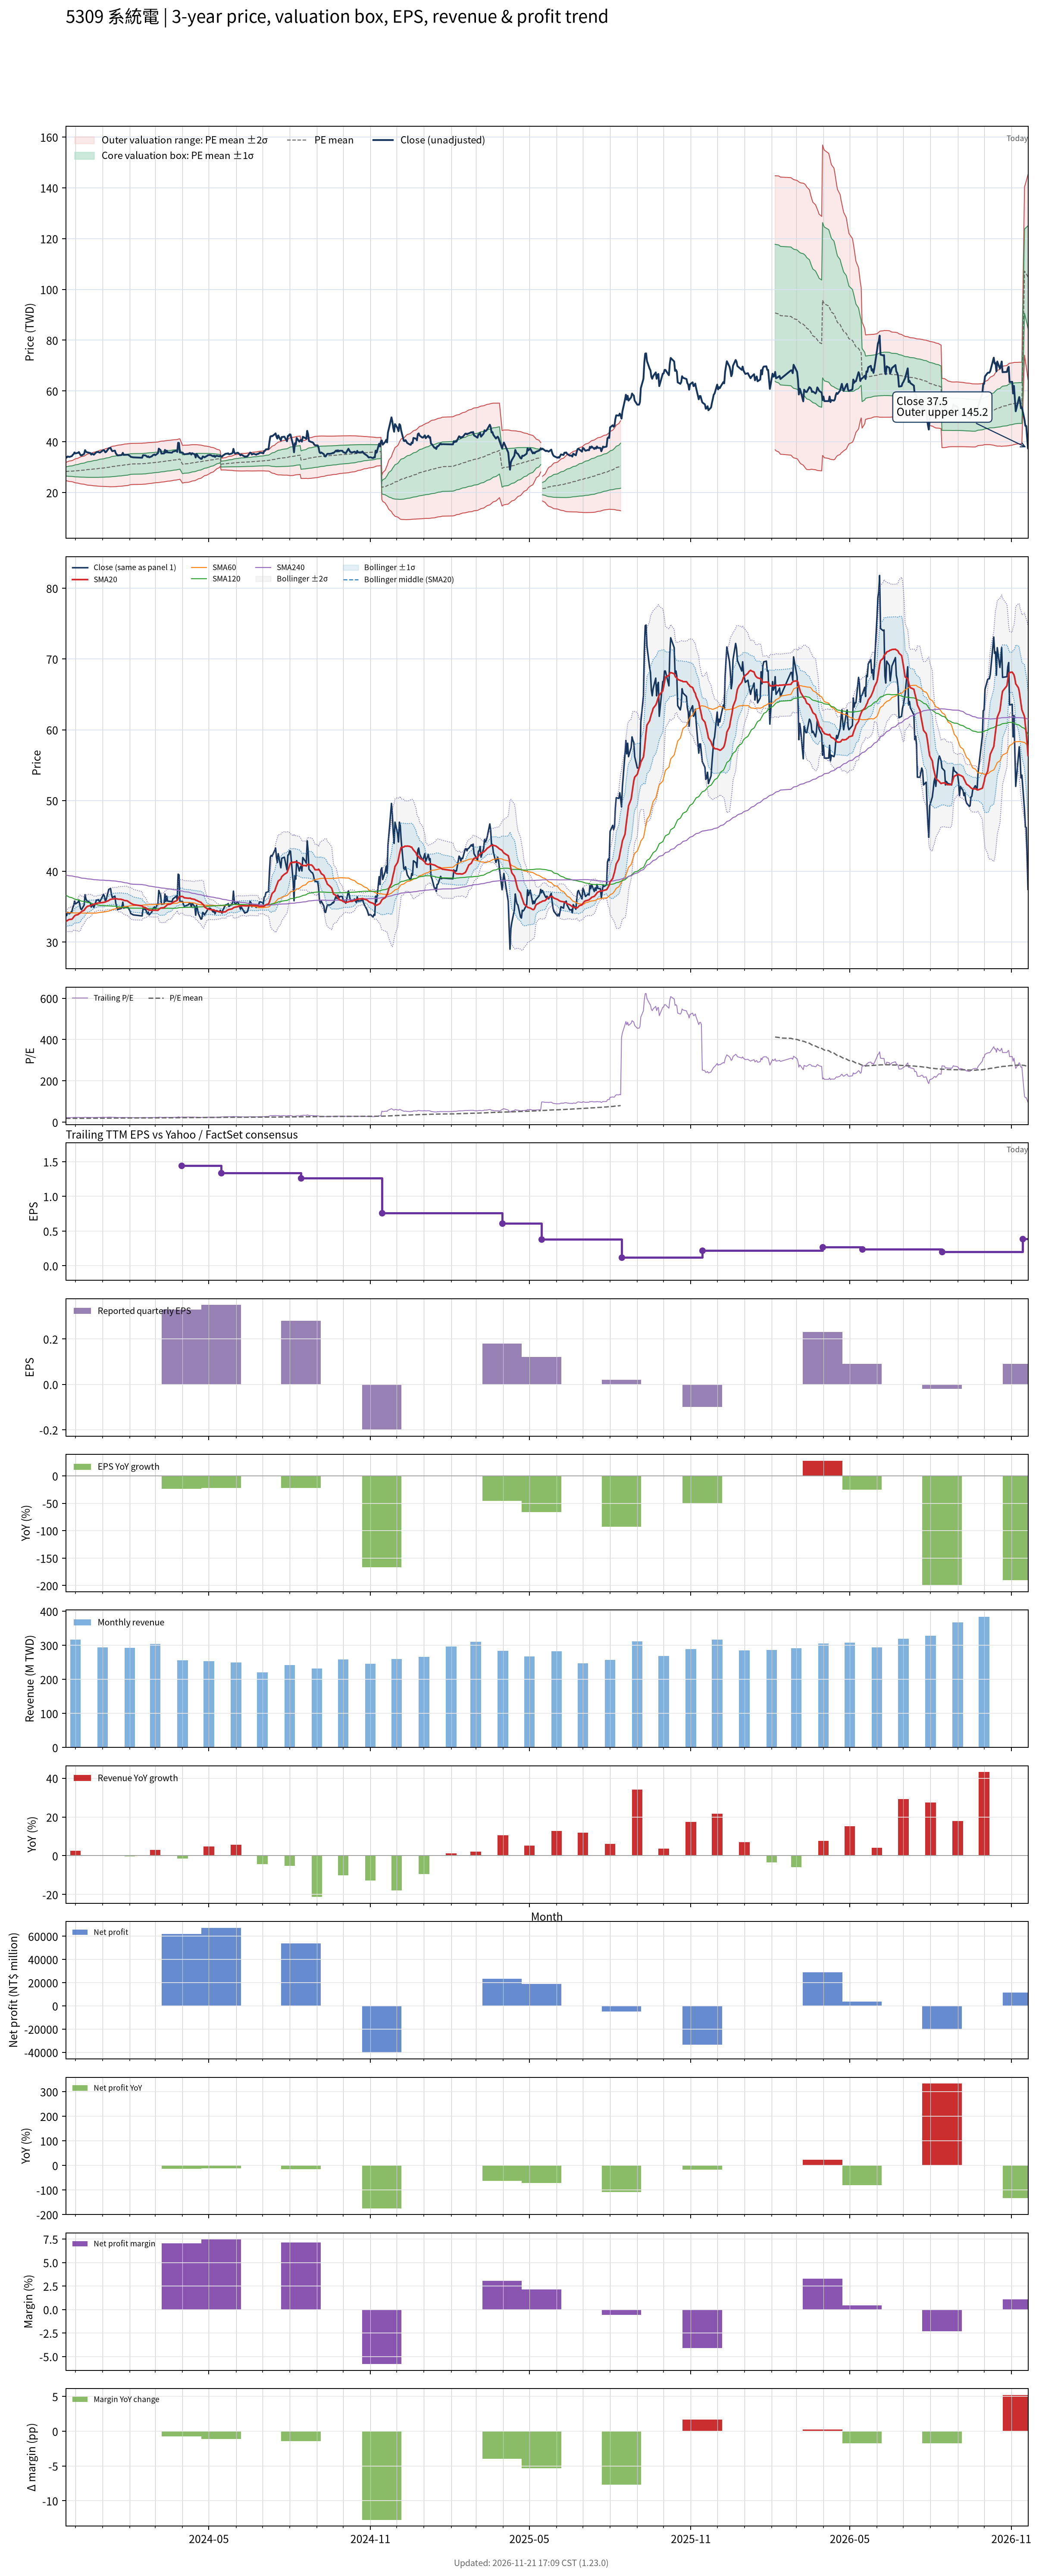 5309 系統電 | 3-year price, valuation box, EPS, revenue & profit trend
Outer valuation range: PE mean ±2σ
Core valuation box: PE mean ±1σ
PE mean
Close (unadjusted)
Today
160
140
120
100
80
60
40
20
Price (TWD)
Close 37.5
Outer upper 145.2
Close (same as panel 1)
SMA20
SMA60
SMA120
SMA240
Bollinger ±2σ
Bollinger ±1σ
Bollinger middle (SMA20)
80
70
60
50
40
30
Price
Trailing P/E
P/E mean
600
400
200
0
P/E
Trailing TTM EPS vs Yahoo / FactSet consensus
Today
1.5
1.0
0.5
0.0
EPS
Reported quarterly EPS
0.2
0.0
-0.2
EPS
EPS YoY growth
0
-50
-100
-150
-200
YoY (%)
Monthly revenue
400
300
200
100
0
Revenue (M TWD)
Revenue YoY growth
40
20
0
-20
YoY (%)
Month
Net profit
60000
40000
20000
0
-20000
-40000
Net profit (NT$ million)
Net profit YoY
300
200
100
0
-100
-200
YoY (%)
Net profit margin
7.5
5.0
2.5
0.0
-2.5
-5.0
Margin (%)
Margin YoY change
5
0
-5
-10
Δ margin (pp)
2024-05
2024-11
2025-05
2025-11
2026-05
2026-11
Updated: 2026-11-21 17:09 CST (1.23.0)